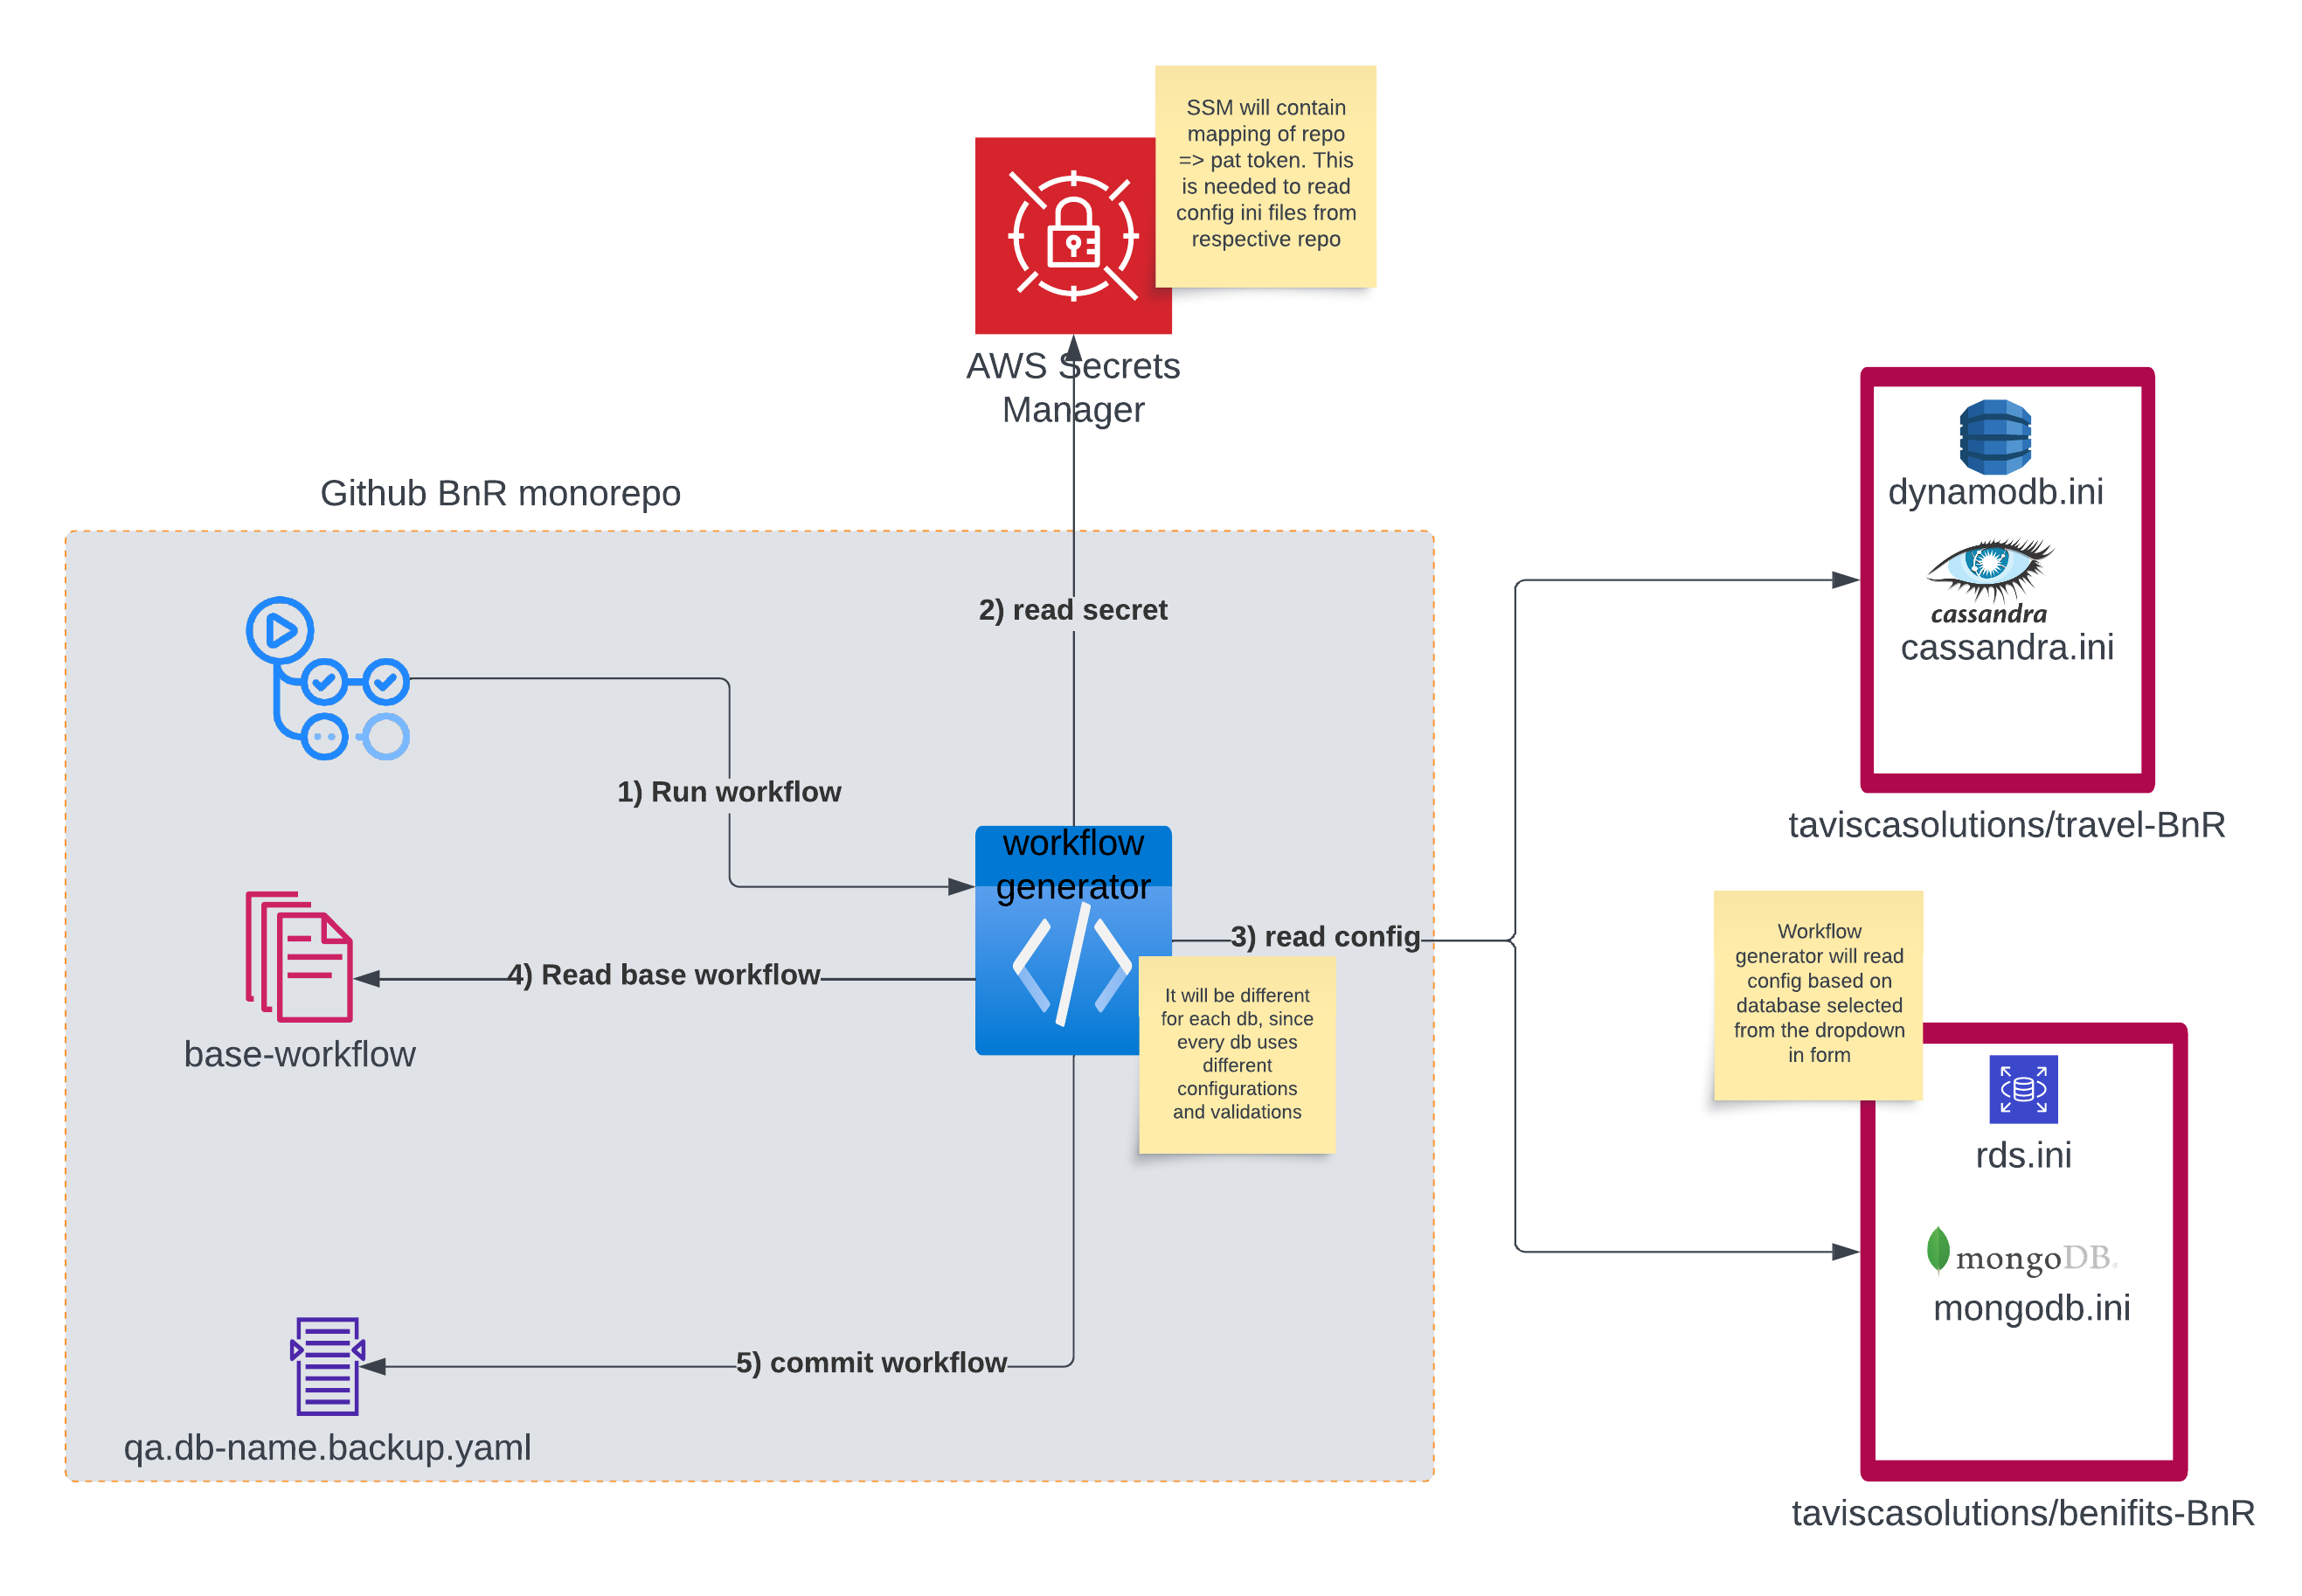 SSM will contain
mapping of repo
=> pat token. This
is needed to read
config ini files from
respective repo
AWS Secrets
Manager
Github BnR monorepo
2) read secret
1) Run workflow
workflow
generator
3) read config
4) Read base workflow
base-workflow
It will be different
for each db, since
every db uses
different
configurations
and validations
5) commit workflow
qa.db-name.backup.yaml
dynamodb.ini
cassandra
cassandra.ini
taviscasolutions/travel-BnR
Workflow
generator will read
config based on
database selected
from the dropdown
in form
rds.ini
mongoDB
mongodb.ini
taviscasolutions/benifits-BnR